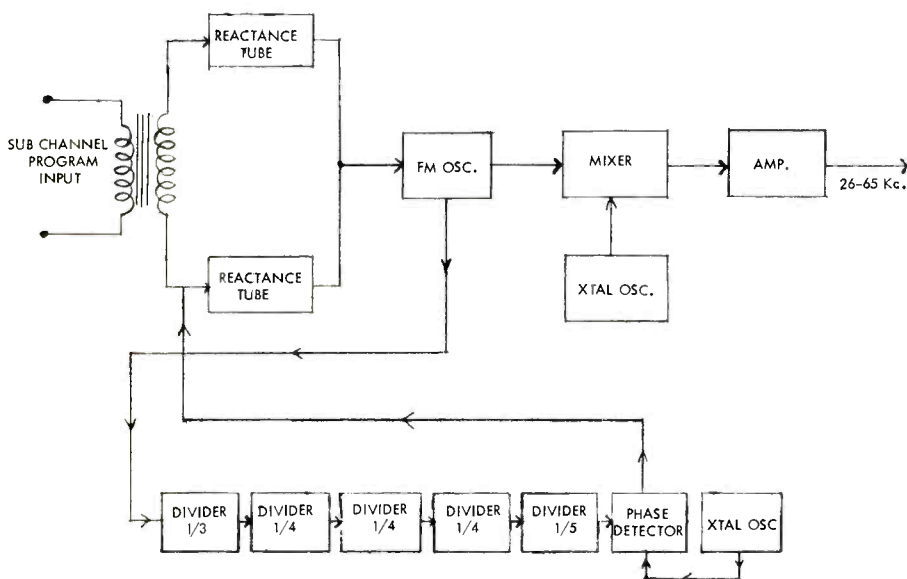 REACTANCE
TUBE
SUB CHANNEL
PROGRAM
INPUT
FM OSC.
MIXER
AMP.
26-65 Kc.
REACTANCE
TUBE
XTAL OSC.
DIVIDER
1/3
DIVIDER
1/4
DIVIDER
1/4
DIVIDER
1/4
DIVIDER
1/5
PHASE
DETECTOR
XTAL OSC